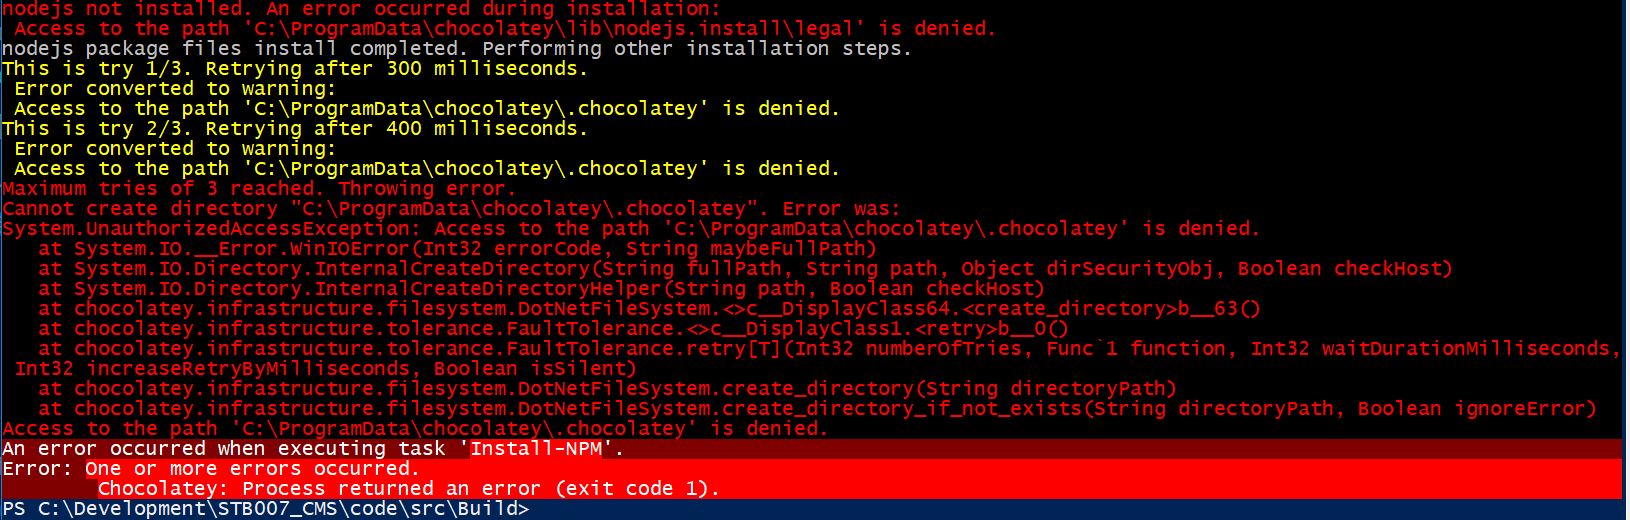 nodejs not installed. An error occurred during installation:
 Access to the path 'C:\ProgramData\chocolatey\lib\nodejs.install\legal' is denied.
nodejs package files install completed. Performing other installation steps.
This is try 1/3. Retrying after 300 milliseconds.
 Error converted to warning:
 Access to the path 'C:\ProgramData\chocolatey\.chocolatey' is denied.
This is try 2/3. Retrying after 400 milliseconds.
 Error converted to warning:
 Access to the path 'C:\ProgramData\chocolatey\.chocolatey' is denied.
Maximum tries of 3 reached. Throwing error.
Cannot create directory "C:\ProgramData\chocolatey\.chocolatey". Error was:
System.UnauthorizedAccessException: Access to the path 'C:\ProgramData\chocolatey\.chocolatey' is denied.
   at System.IO.__Error.WinIOError(Int32 errorCode, String maybeFullPath)
   at System.IO.Directory.InternalCreateDirectory(String fullPath, String path, Object dirSecurityObj, Boolean checkHost)
   at System.IO.Directory.InternalCreateDirectoryHelper(String path, Boolean checkHost)
   at chocolatey.infrastructure.filesystem.DotNetFileSystem.<>c__DisplayClass64.<create_directory>b__63()
   at chocolatey.infrastructure.tolerance.FaultTolerance.<>c__DisplayClass1.<retry>b__0()
   at chocolatey.infrastructure.tolerance.FaultTolerance.retry[T](Int32 numberOfTries, Func`1 function, Int32 waitDurationMilliseconds,
 Int32 increaseRetryByMilliseconds, Boolean isSilent)
   at chocolatey.infrastructure.filesystem.DotNetFileSystem.create_directory(String directoryPath)
   at chocolatey.infrastructure.filesystem.DotNetFileSystem.create_directory_if_not_exists(String directoryPath, Boolean ignoreError)
Access to the path 'C:\ProgramData\chocolatey\.chocolatey' is denied.
An error occurred when executing task 'Install-NPM'.
Error: One or more errors occurred.
        Chocolatey: Process returned an error (exit code 1).
PS C:\Development\STB007_CMS\code\src\Build>